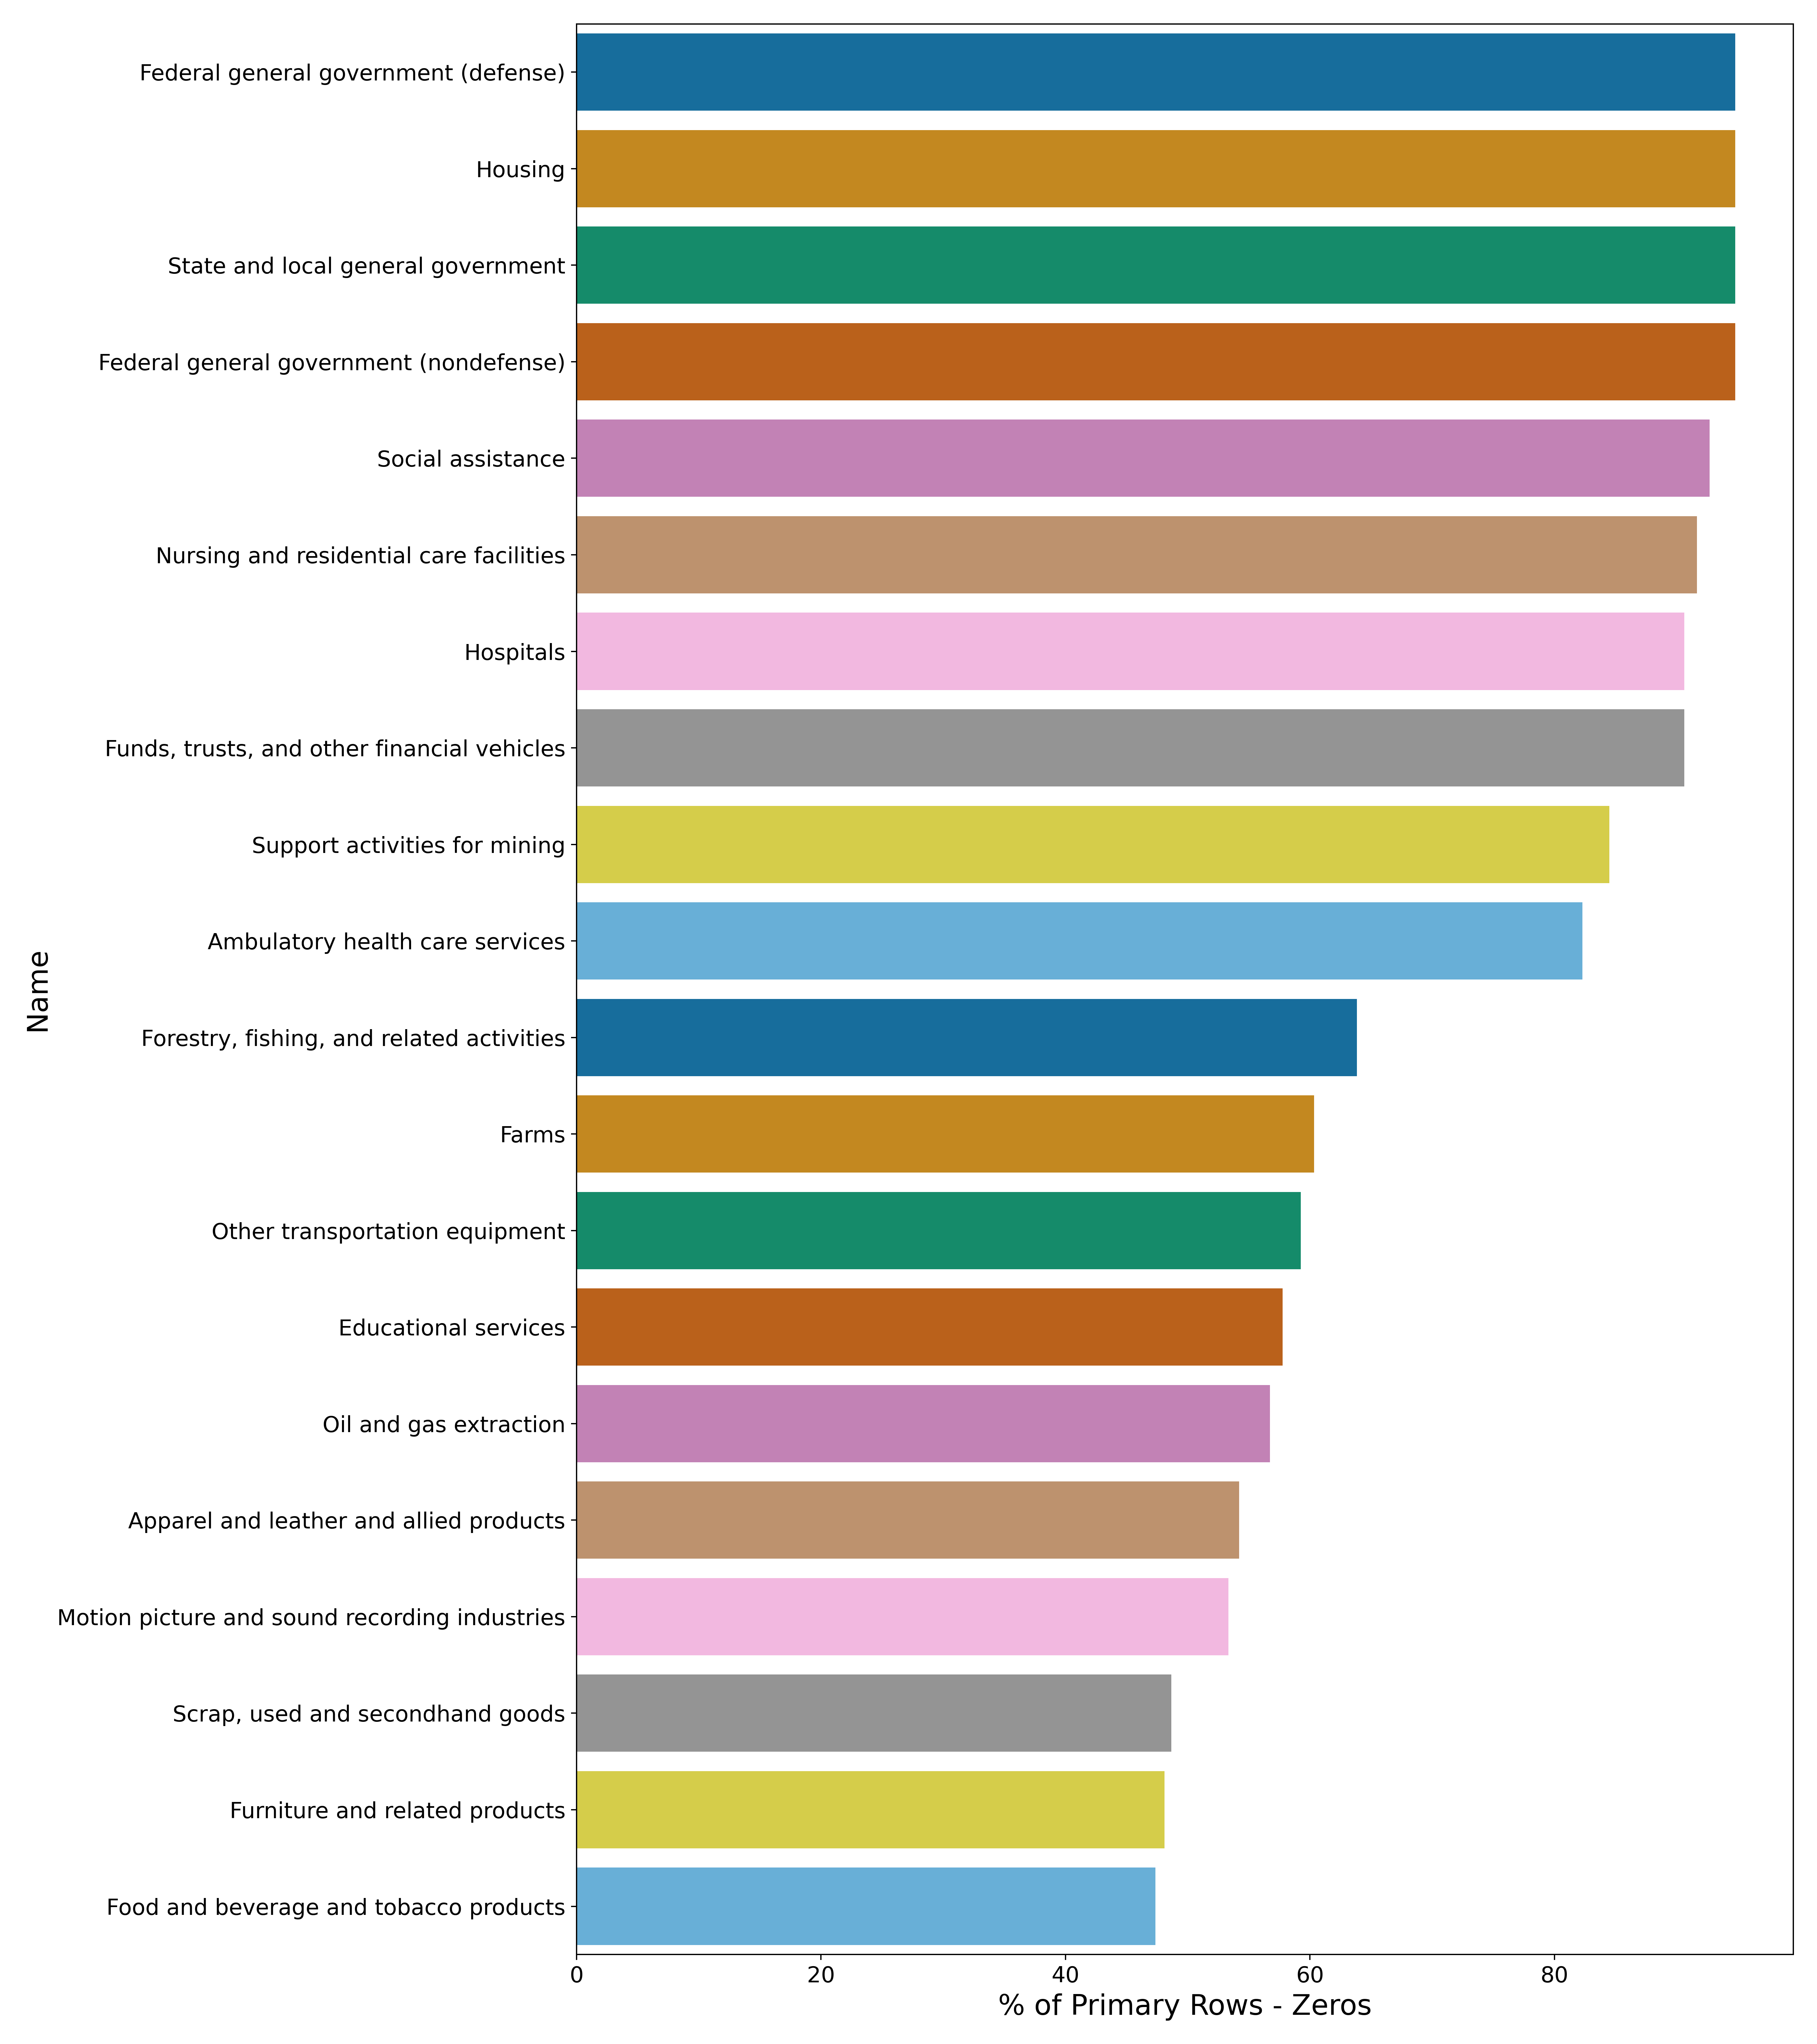 Federal general government (defense)
Housing
State and local general government
Federal general government (nondefense)
Social assistance
Nursing and residential care facilities
Hospitals
Funds, trusts, and other financial vehicles
Support activities for mining
Ambulatory health care services
Forestry, fishing, and related activities
Farms
Other transportation equipment
Educational services
Oil and gas extraction
Apparel and leather and allied products
Motion picture and sound recording industries
Scrap, used and secondhand goods
Furniture and related products
Food and beverage and tobacco products
Name
0 20 40 60 80
% of Primary Rows - Zeros